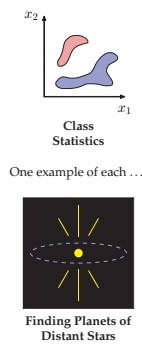 x₂
x₁
Class
Statistics
One example of each …
Finding Planets of
Distant Stars